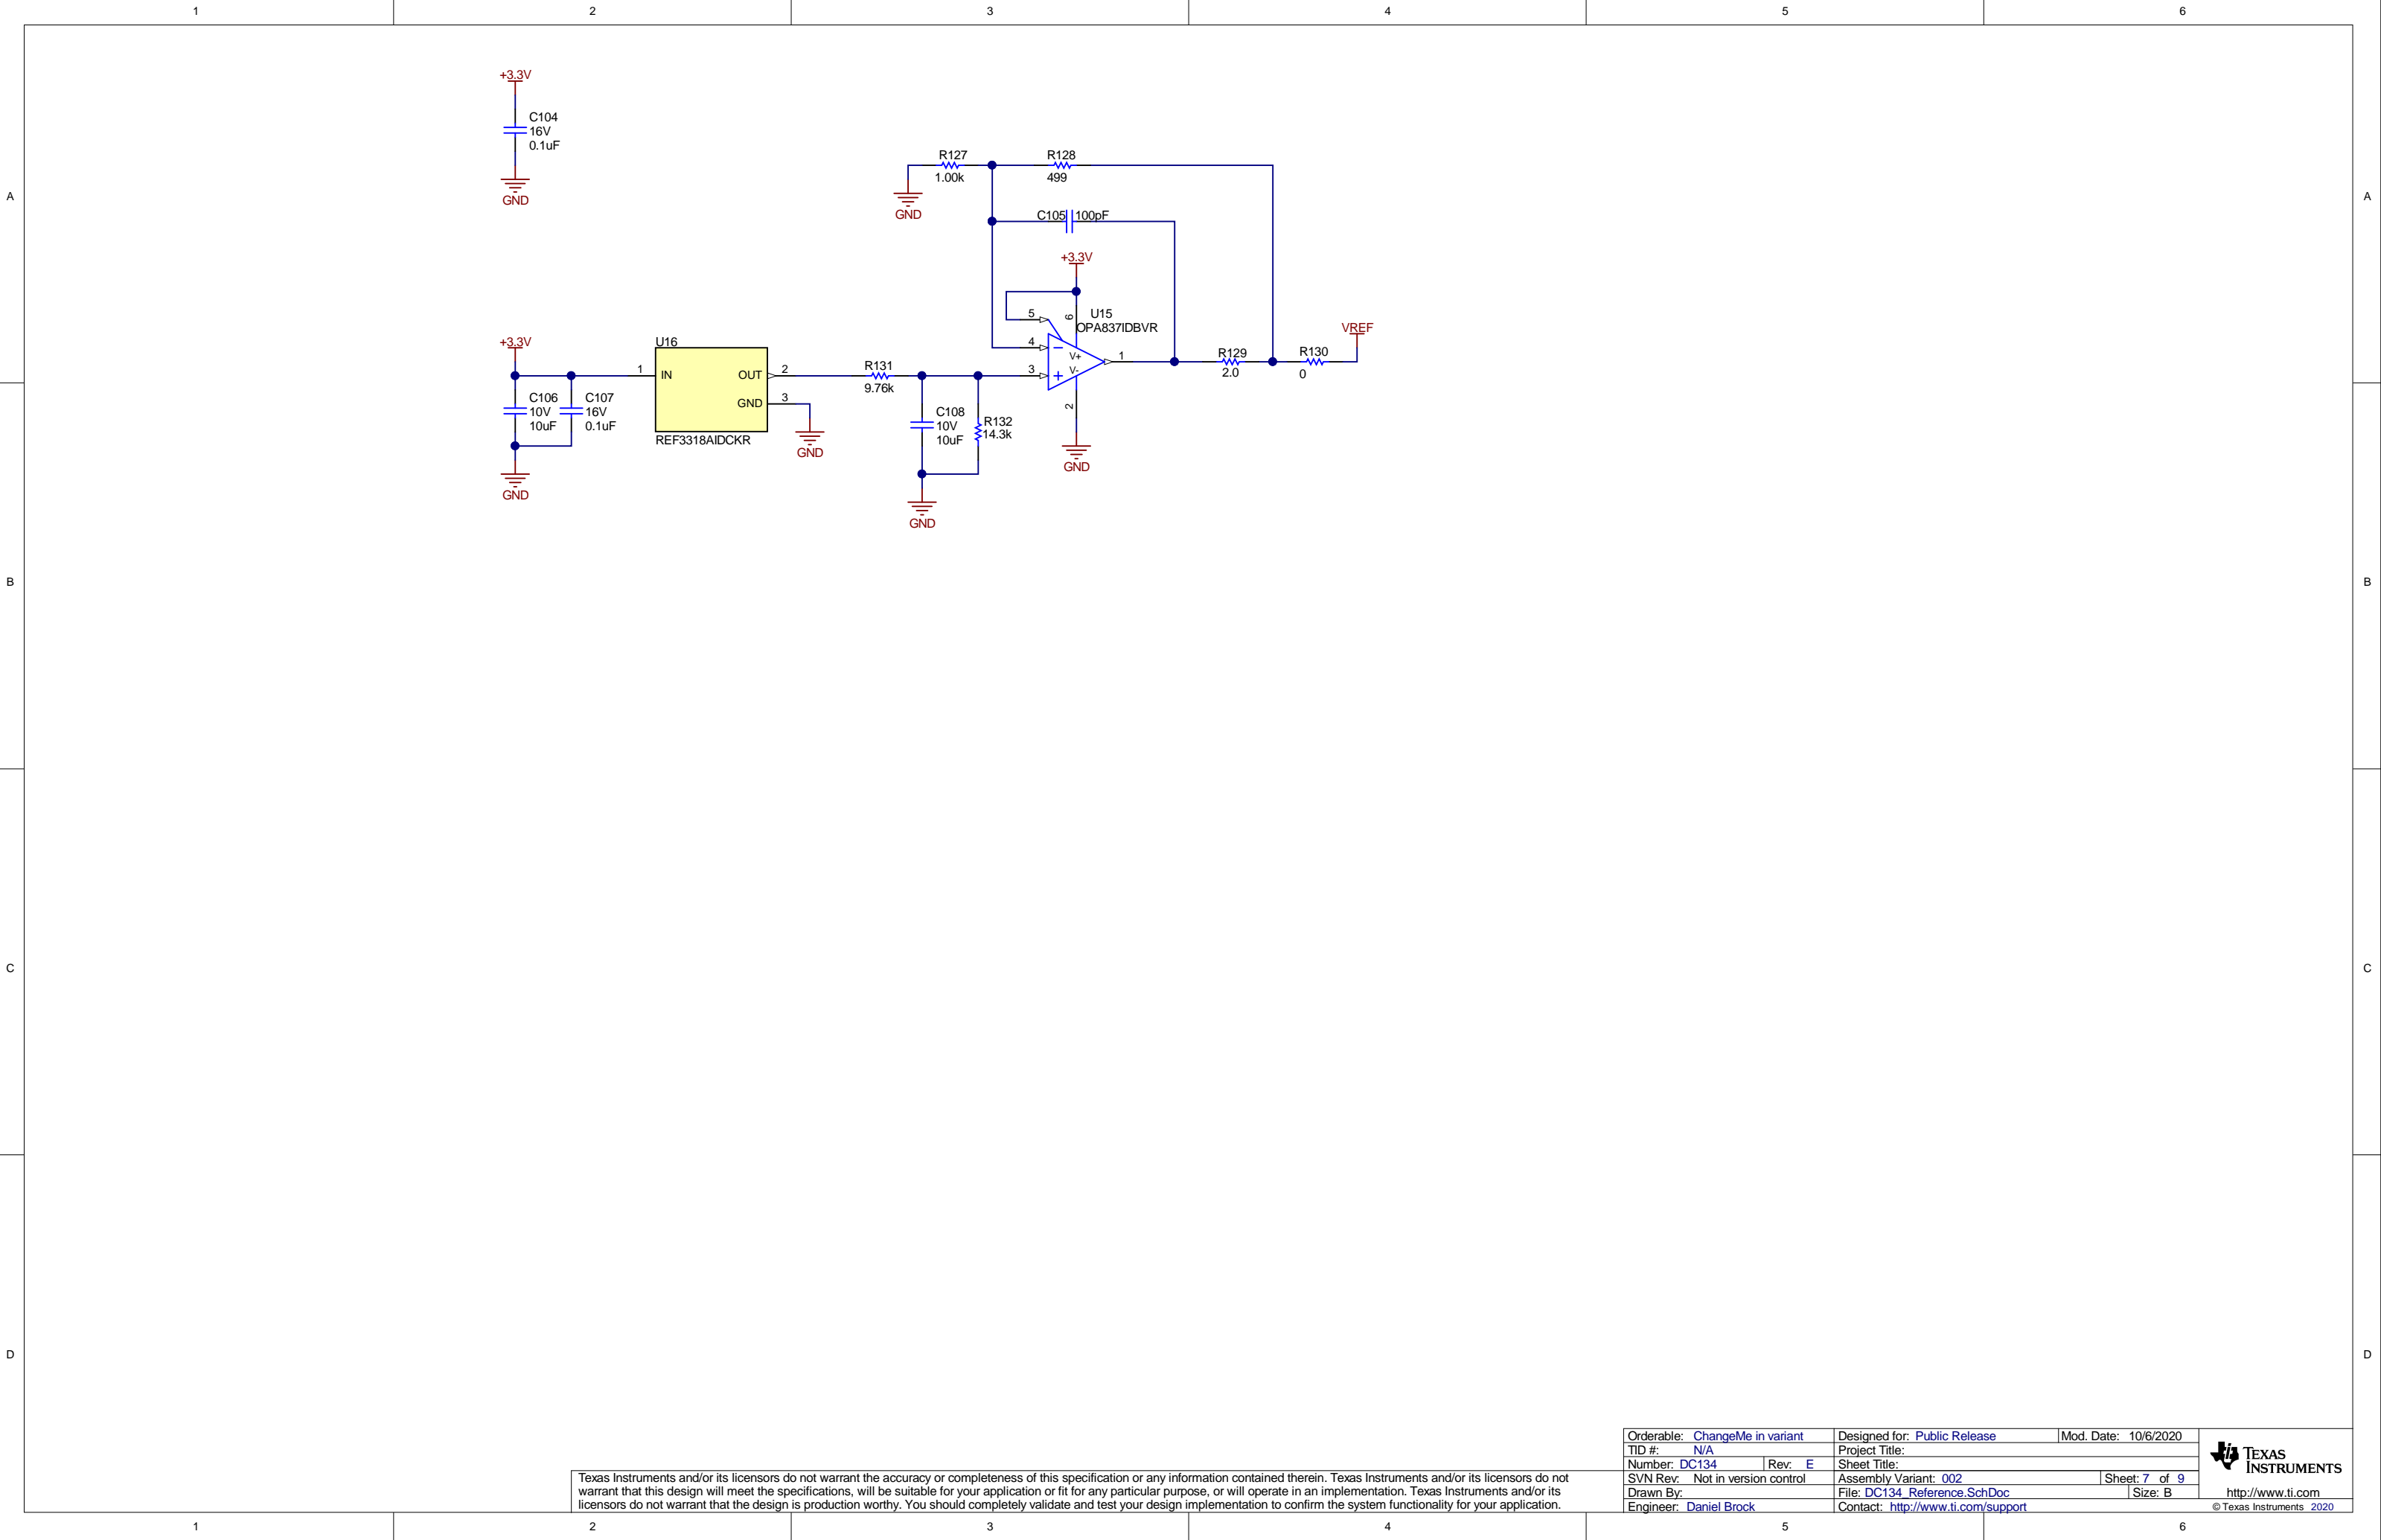 1 2 3 4 5 6
+3.3V
C104
16V
0.1uF
GND
A A
R127 R128
1.00k 499
GND
C105 100pF
+3.3V
5 6 U15
OPA837IDBVR
4 V+ 1
3 V-
2
GND
R129 R130 VREF
2.0 0
+3.3V U16
1 IN OUT 2
GND 3
REF3318AIDCKR
GND
R131
9.76k
C106 C107
10V 16V
10uF 0.1uF
GND
C108
10V
10uF
R132
14.3k
GND
B B
C C
D D
Texas Instruments and/or its licensors do not warrant the accuracy or completeness of this specification or any information contained therein. Texas Instruments and/or its licensors do not
warrant that this design will meet the specifications, will be suitable for your application or fit for any particular purpose, or will operate in an implementation. Texas Instruments and/or its
licensors do not warrant that the design is production worthy. You should completely validate and test your design implementation to confirm the system functionality for your application.
Orderable: ChangeMe in variant Designed for: Public Release Mod. Date: 10/6/2020
TID #: N/A Project Title:
Number: DC134 Rev: E Sheet Title:
SVN Rev: Not in version control Assembly Variant: 002 Sheet: 7 of 9
Drawn By: File: DC134_Reference.SchDoc Size: B
Engineer: Daniel Brock Contact: http://www.ti.com/support
TEXAS
INSTRUMENTS
http://www.ti.com
© Texas Instruments 2020
1 2 3 4 5 6